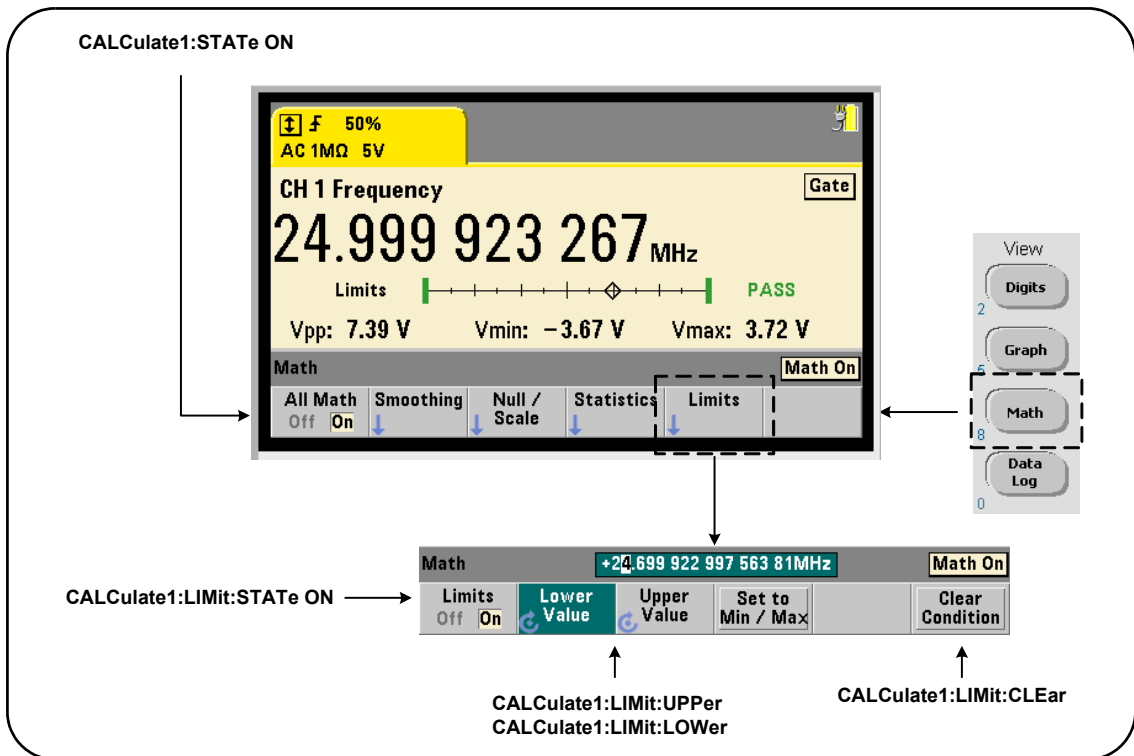 CALCulate1:STATe ON
50%
AC 1MΩ 5V
CH 1 Frequency
Gate
24.999 923 267 MHz
Limits PASS
Vpp: 7.39 V Vmin: −3.67 V Vmax: 3.72 V
Math Math On
All Math Off On
Smoothing
Null / Scale
Statistics
Limits
View
Digits
2
Graph
5
Math
8
Data
Log
0
Math +24.699 922 997 563 81MHz Math On
CALCulate1:LIMit:STATe ON
Limits Off On
Lower Value
Upper Value
Set to Min / Max
Clear Condition
CALCulate1:LIMit:UPPer
CALCulate1:LIMit:LOWer
CALCulate1:LIMit:CLEar